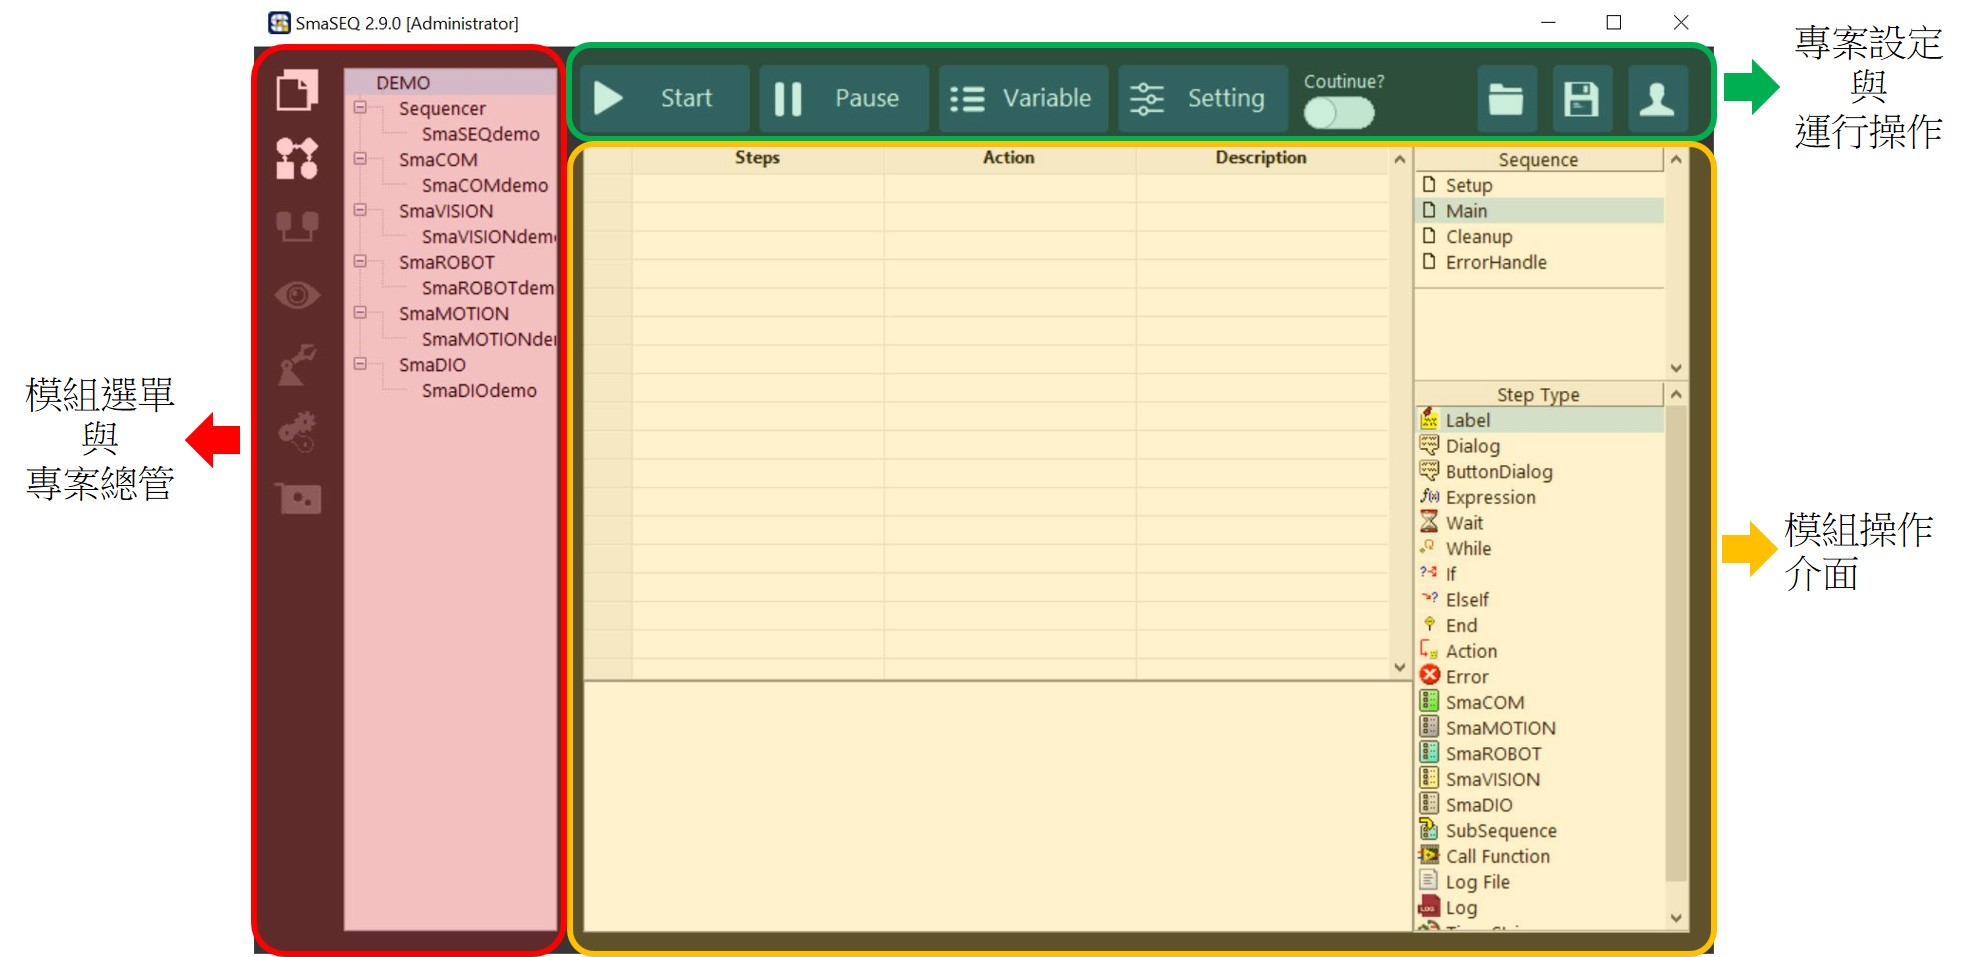 SmaSEQ 2.9.0 [Administrator]
模組選單
與
專案總管
DEMO
Sequencer
SmaSEQdemo
SmaCOM
SmaCOMdemo
SmaVISION
SmaVISIONdem
SmaROBOT
SmaROBOTdem
SmaMOTION
SmaMOTIONde
SmaDIO
SmaDIOdemo
Start
Pause
Variable
Setting
Coutinue?
專案設定
與
運行操作
Steps Action Description
Sequence
Setup
Main
Cleanup
ErrorHandle
Step Type
Label
Dialog
ButtonDialog
Expression
Wait
While
If
ElseIf
End
Action
Error
SmaCOM
SmaMOTION
SmaROBOT
SmaVISION
SmaDIO
SubSequence
Call Function
Log File
Log
模組操作
介面